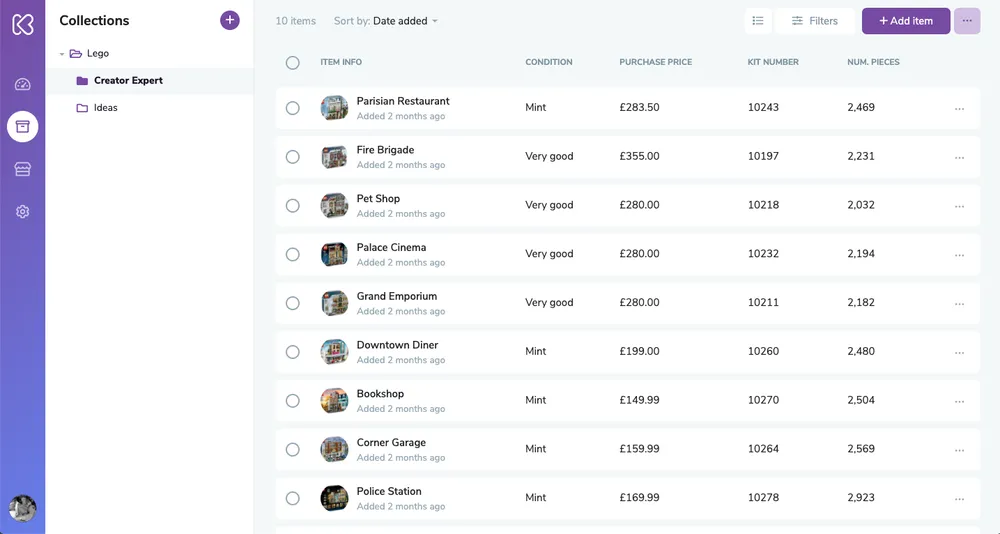 Collections
Lego
Creator Expert
Ideas
10 items Sort by: Date added Filters + Add item
ITEM INFO CONDITION PURCHASE PRICE KIT NUMBER NUM. PIECES
Parisian Restaurant Mint £283.50 10243 2,469
Added 2 months ago
Fire Brigade Very good £355.00 10197 2,231
Added 2 months ago
Pet Shop Very good £280.00 10218 2,032
Added 2 months ago
Palace Cinema Very good £280.00 10232 2,194
Added 2 months ago
Grand Emporium Very good £280.00 10211 2,182
Added 2 months ago
Downtown Diner Mint £199.00 10260 2,480
Added 2 months ago
Bookshop Mint £149.99 10270 2,504
Added 2 months ago
Corner Garage Mint £159.99 10264 2,569
Added 2 months ago
Police Station Mint £169.99 10278 2,923
Added 2 months ago